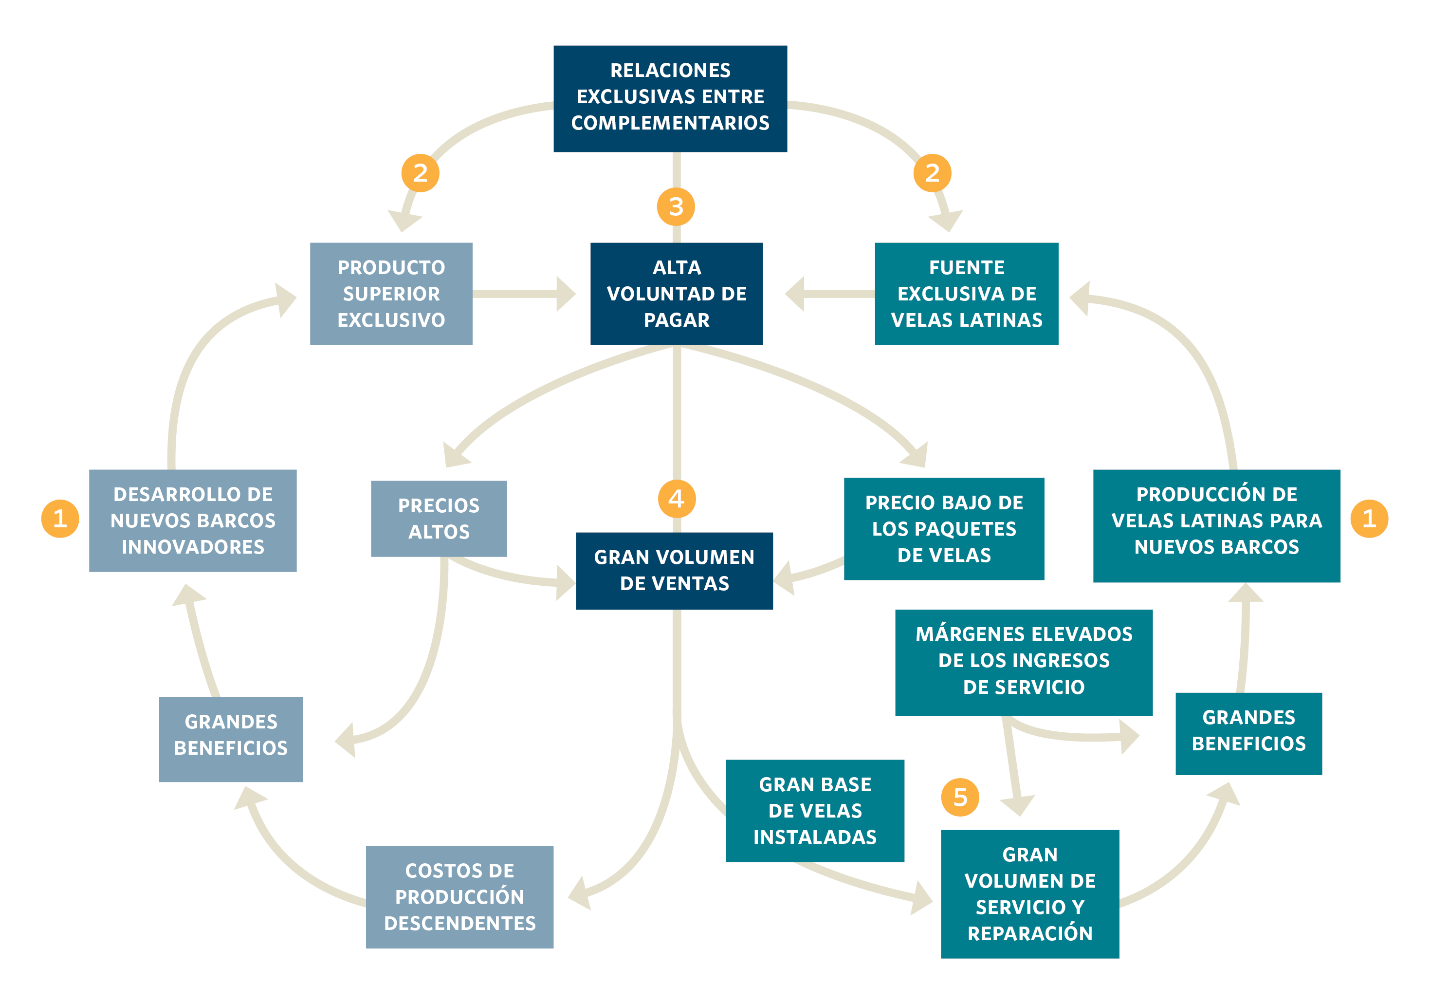 RELACIONES
EXCLUSIVAS ENTRE
COMPLEMENTARIOS
2
2
3
PRODUCTO
SUPERIOR
EXCLUSIVO
ALTA
VOLUNTAD DE
PAGAR
FUENTE
EXCLUSIVA DE
VELAS LATINAS
1
DESARROLLO DE
NUEVOS BARCOS
INNOVADORES
PRECIOS
ALTOS
4
GRAN VOLUMEN
DE VENTAS
PRECIO BAJO DE
LOS PAQUETES
DE VELAS
PRODUCCIÓN DE
VELAS LATINAS PARA
NUEVOS BARCOS
1
MÁRGENES ELEVADOS
DE LOS INGRESOS
DE SERVICIO
GRANDES
BENEFICIOS
GRANDES
BENEFICIOS
GRAN BASE
DE VELAS
INSTALADAS
5
COSTOS DE
PRODUCCIÓN
DESCENDENTES
GRAN
VOLUMEN DE
SERVICIO Y
REPARACIÓN